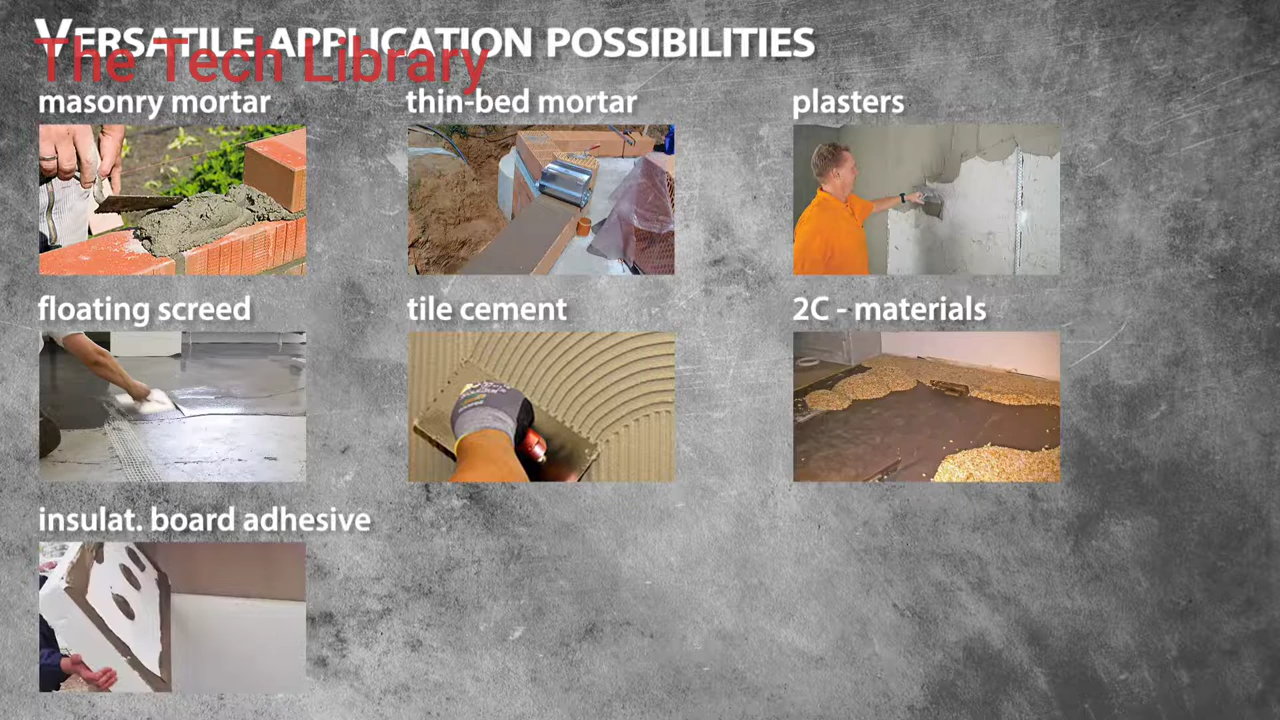 VERSATILE APPLICATION POSSIBILITIES
The Tech Library
masonry mortar
thin-bed mortar
plasters
floating screed
tile cement
2C - materials
insulat. board adhesive